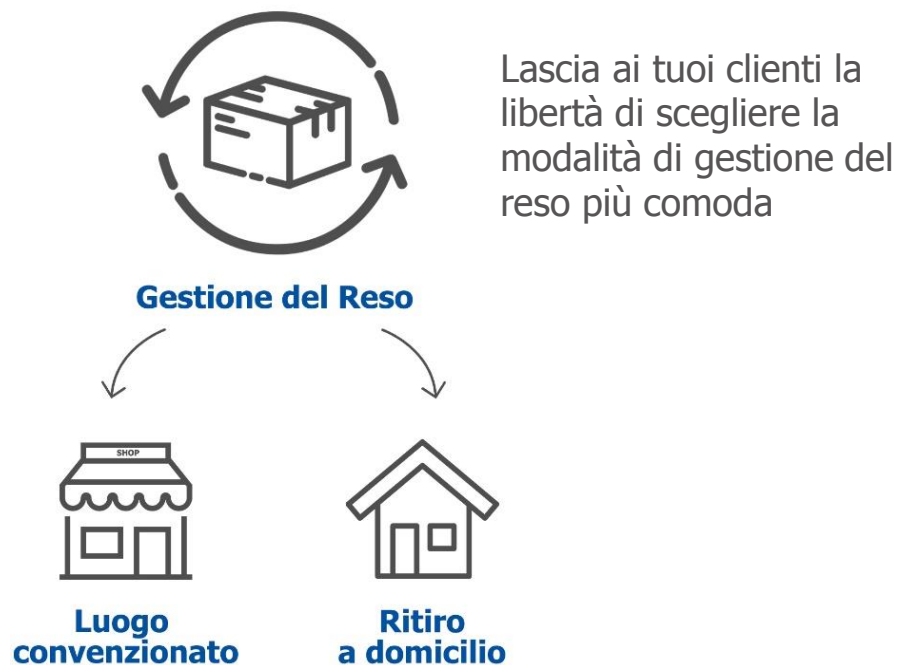 Lascia ai tuoi clienti la
libertà di scegliere la
modalità di gestione del
reso più comoda
Gestione del Reso
SHOP
Luogo
convenzionato
Ritiro
a domicilio